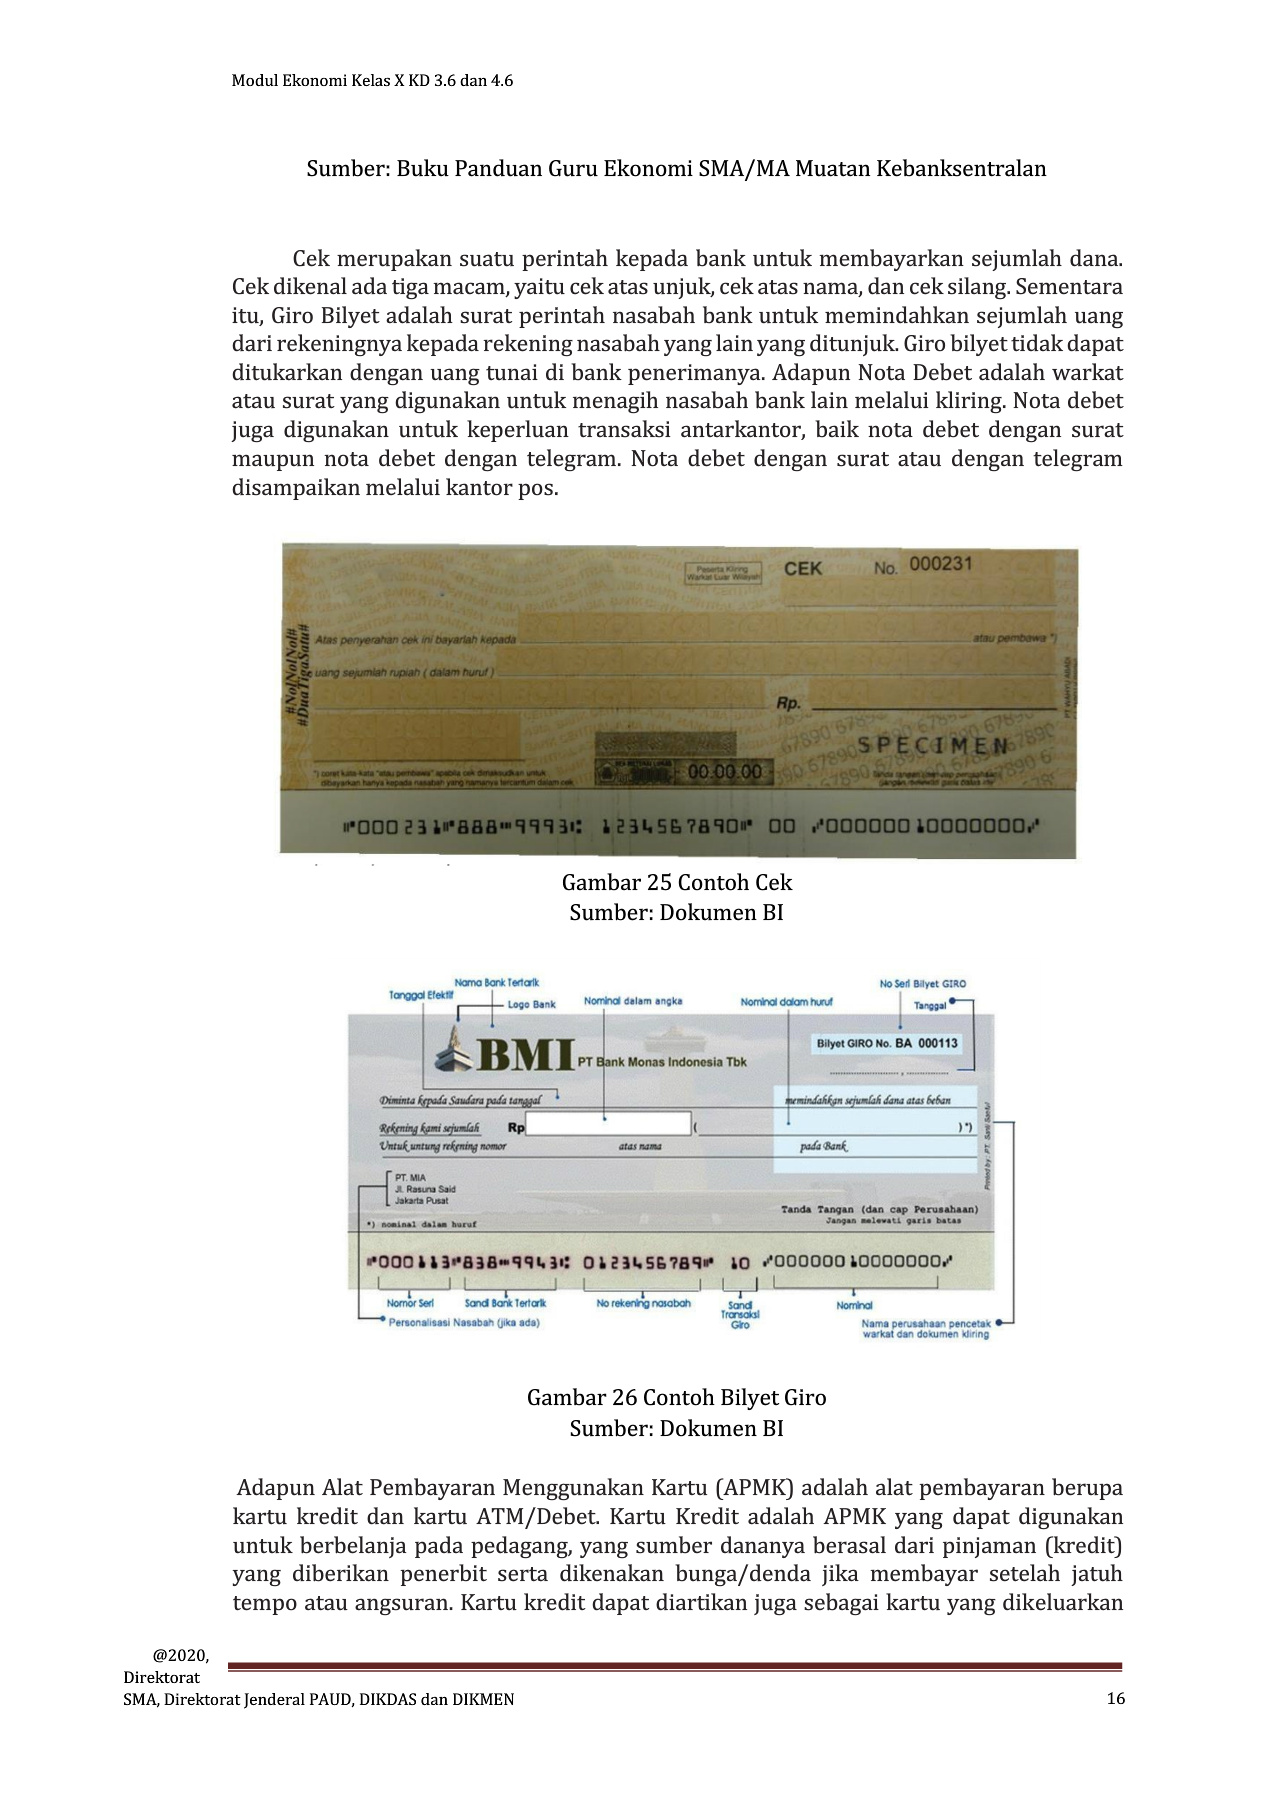 Modul Ekonomi Kelas X KD 3.6 dan 4.6
Sumber: Buku Panduan Guru Ekonomi SMA/MA Muatan Kebanksentralan
Cek merupakan suatu perintah kepada bank untuk membayarkan sejumlah dana.
Cek dikenal ada tiga macam, yaitu cek atas unjuk, cek atas nama, dan cek silang. Sementara
itu, Giro Bilyet adalah surat perintah nasabah bank untuk memindahkan sejumlah uang
dari rekeningnya kepada rekening nasabah yang lain yang ditunjuk. Giro bilyet tidak dapat
ditukarkan dengan uang tunai di bank penerimanya. Adapun Nota Debet adalah warkat
atau surat yang digunakan untuk menagih nasabah bank lain melalui kliring. Nota debet
juga digunakan untuk keperluan transaksi antarkantor, baik nota debet dengan surat
maupun nota debet dengan telegram. Nota debet dengan surat atau dengan telegram
disampaikan melalui kantor pos.
Peserta Kliring
Warkat Luar Wilayah
CEK No. 000231
#NolNolNol#
#DuaTigaSatu#
Atas penyerahan cek ini bayarlah kepada atau pembawa *)
uang sejumlah rupiah ( dalam huruf )
Rp.
SPECIMEN
00.00.00
*) coret kata-kata "atau pembawa" apabila cek dimaksudkan untuk
dibayarkan hanya kepada nasabah yang namanya tercantum dalam cek
000231 888 9993 1234567890 00 00000010000000
Gambar 25 Contoh Cek
Sumber: Dokumen BI
Nama Bank Tertarik
Tanggal Efektif
Logo Bank
Nominal dalam angka
Nominal dalam huruf
No Seri Bilyet GIRO
Tanggal
BMI PT Bank Monas Indonesia Tbk
Bilyet GIRO No. BA 000113
Diminta kepada Saudara pada tanggal memindahkan sejumlah dana atas beban
Rekening kami sejumlah Rp ( ) *)
Untuk untung rekening nomor atas nama pada Bank
Printed by : PT. Santi Santuf
PT. MIA
Jl. Rasuna Said
Jakarta Pusat
Tanda Tangan (dan cap Perusahaan)
Jangan melewati garis batas
*) nominal dalam huruf
000113 838 9943 0123456789 10 00000010000000
Nomor Seri
Sandi Bank Tertarik
No rekening nasabah
Sandi
Transaksi
Giro
Nominal
Personalisasi Nasabah (jika ada)
Nama perusahaan pencetak
warkat dan dokumen kliring
Gambar 26 Contoh Bilyet Giro
Sumber: Dokumen BI
Adapun Alat Pembayaran Menggunakan Kartu (APMK) adalah alat pembayaran berupa
kartu kredit dan kartu ATM/Debet. Kartu Kredit adalah APMK yang dapat digunakan
untuk berbelanja pada pedagang, yang sumber dananya berasal dari pinjaman (kredit)
yang diberikan penerbit serta dikenakan bunga/denda jika membayar setelah jatuh
tempo atau angsuran. Kartu kredit dapat diartikan juga sebagai kartu yang dikeluarkan
@2020,
Direktorat
SMA, Direktorat Jenderal PAUD, DIKDAS dan DIKMEN
16